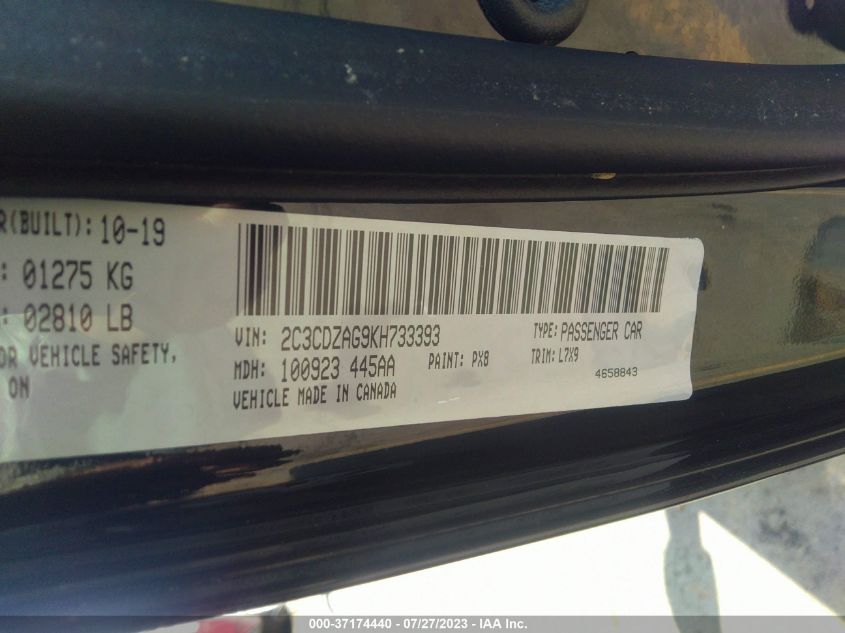 R(BUILT): 10-19
: 01275 KG
: 02810 LB
OR VEHICLE SAFETY,
ON
VIN: 2C3CDZAG9KH733393
TYPE: PASSENGER CAR
MDH: 100923 445AA
PAINT: PX8
TRIM: L7X9
VEHICLE MADE IN CANADA
4658843
000-37174440 - 07/27/2023 - IAA Inc.